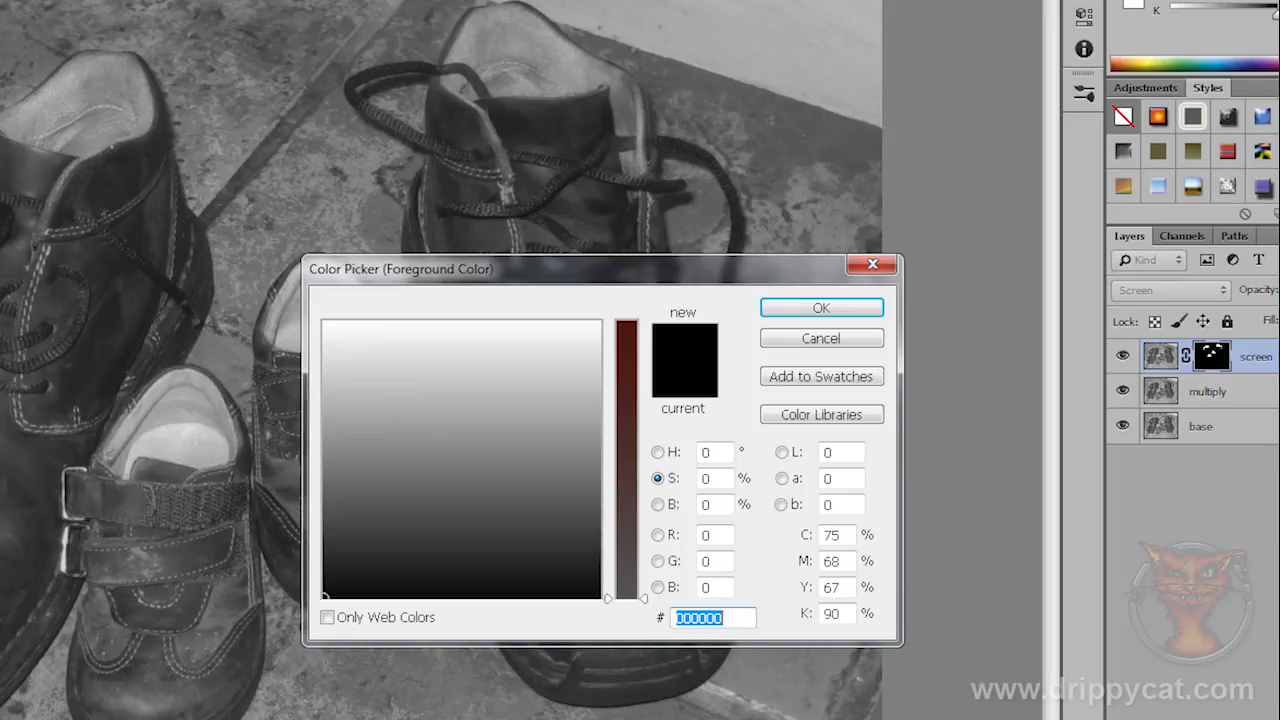 K
Adjustments Styles
Layers Channels Paths
Kind T
Screen Opacity:
Lock: Fill:
screen
multiply
base
Color Picker (Foreground Color)
new
current
OK
Cancel
Add to Swatches
Color Libraries
H: 0 ° L: 0
S: 0 % a: 0
B: 0 % b: 0
R: 0 C: 75 %
G: 0 M: 68 %
B: 0 Y: 67 %
# 000000 K: 90 %
Only Web Colors
www.drippycat.com